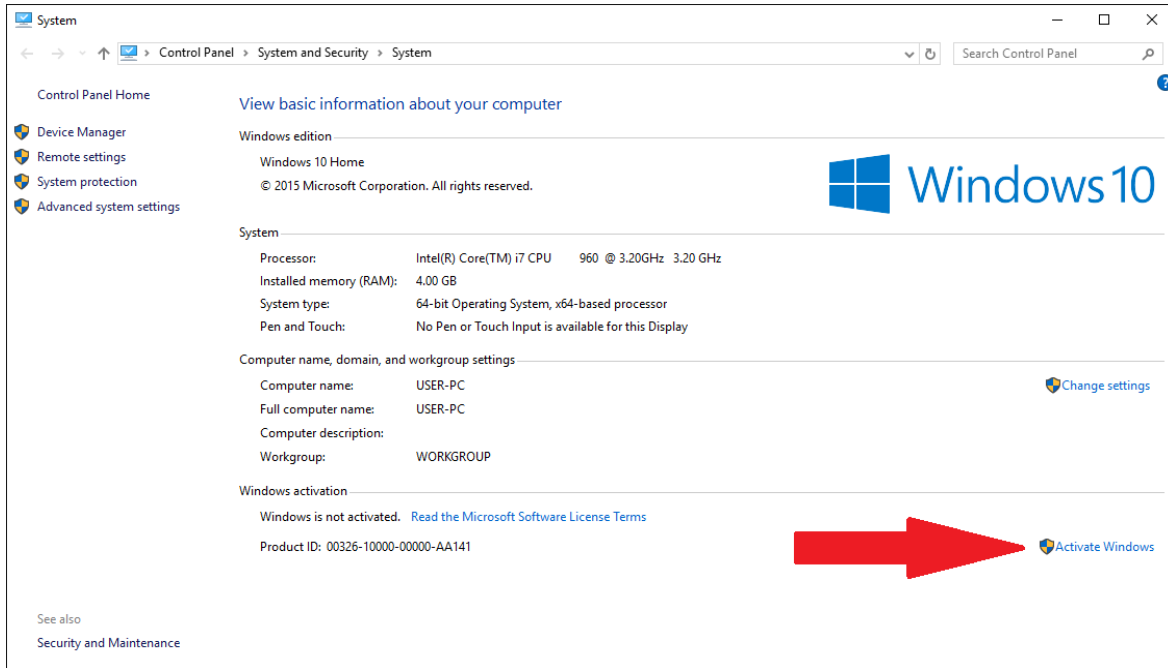 System
Control Panel > System and Security > System
Search Control Panel
?
Control Panel Home
Device Manager
Remote settings
System protection
Advanced system settings
View basic information about your computer
Windows edition
Windows 10 Home
© 2015 Microsoft Corporation. All rights reserved.
Windows 10
System
Processor: Intel(R) Core(TM) i7 CPU 960 @ 3.20GHz 3.20 GHz
Installed memory (RAM): 4.00 GB
System type: 64-bit Operating System, x64-based processor
Pen and Touch: No Pen or Touch Input is available for this Display
Computer name, domain, and workgroup settings
Computer name: USER-PC
Change settings
Full computer name: USER-PC
Computer description:
Workgroup: WORKGROUP
Windows activation
Windows is not activated. Read the Microsoft Software License Terms
Product ID: 00326-10000-00000-AA141
Activate Windows
See also
Security and Maintenance